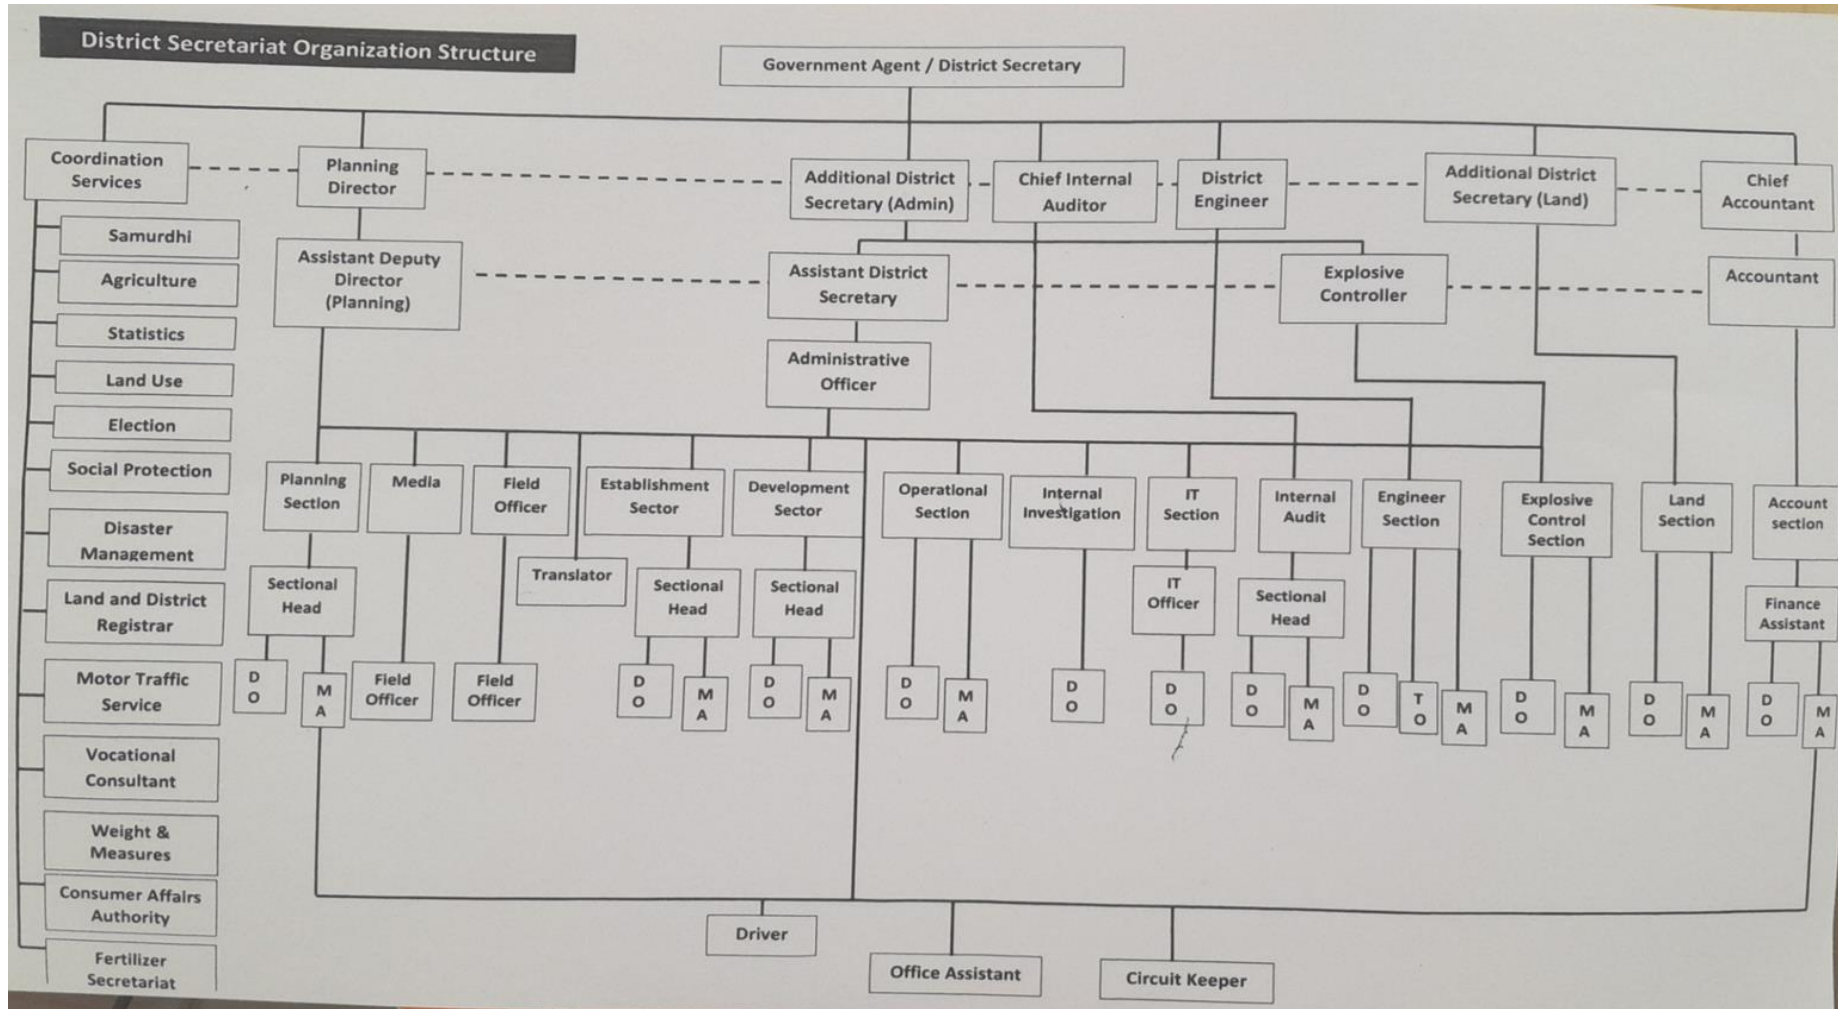 District Secretariat Organization Structure
Government Agent / District Secretary
Coordination
Services
Planning
Director
Additional District
Secretary (Admin)
Chief Internal
Auditor
District
Engineer
Additional District
Secretary (Land)
Chief
Accountant
Samurdhi
Agriculture
Statistics
Land Use
Election
Social Protection
Disaster
Management
Land and District
Registrar
Motor Traffic
Service
Vocational
Consultant
Weight &
Measures
Consumer Affairs
Authority
Fertilizer
Secretariat
Assistant Deputy
Director
(Planning)
Assistant District
Secretary
Explosive
Controller
Accountant
Administrative
Officer
Planning
Section
Media
Field
Officer
Establishment
Sector
Development
Sector
Operational
Section
Internal
Investigation
IT
Section
Internal
Audit
Engineer
Section
Explosive
Control
Section
Land
Section
Account
section
Sectional
Head
Translator
Sectional
Head
Sectional
Head
IT
Officer
Sectional
Head
Finance
Assistant
D
O
M
A
Field
Officer
Field
Officer
D
O
M
A
D
O
M
A
D
O
M
A
D
O
D
O
D
O
M
A
D
O
T
O
M
A
D
O
M
A
D
O
M
A
D
O
M
A
Driver
Office Assistant
Circuit Keeper